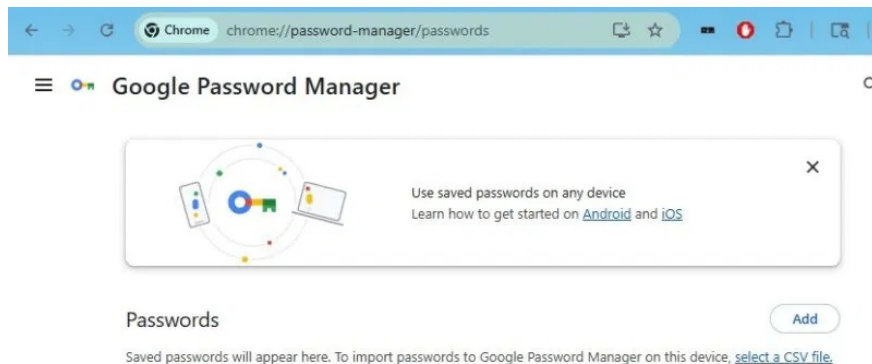 Chrome chrome://password-manager/passwords
Google Password Manager
Use saved passwords on any device
Learn how to get started on Android and iOS
Passwords
Add
Saved passwords will appear here. To import passwords to Google Password Manager on this device, select a CSV file.